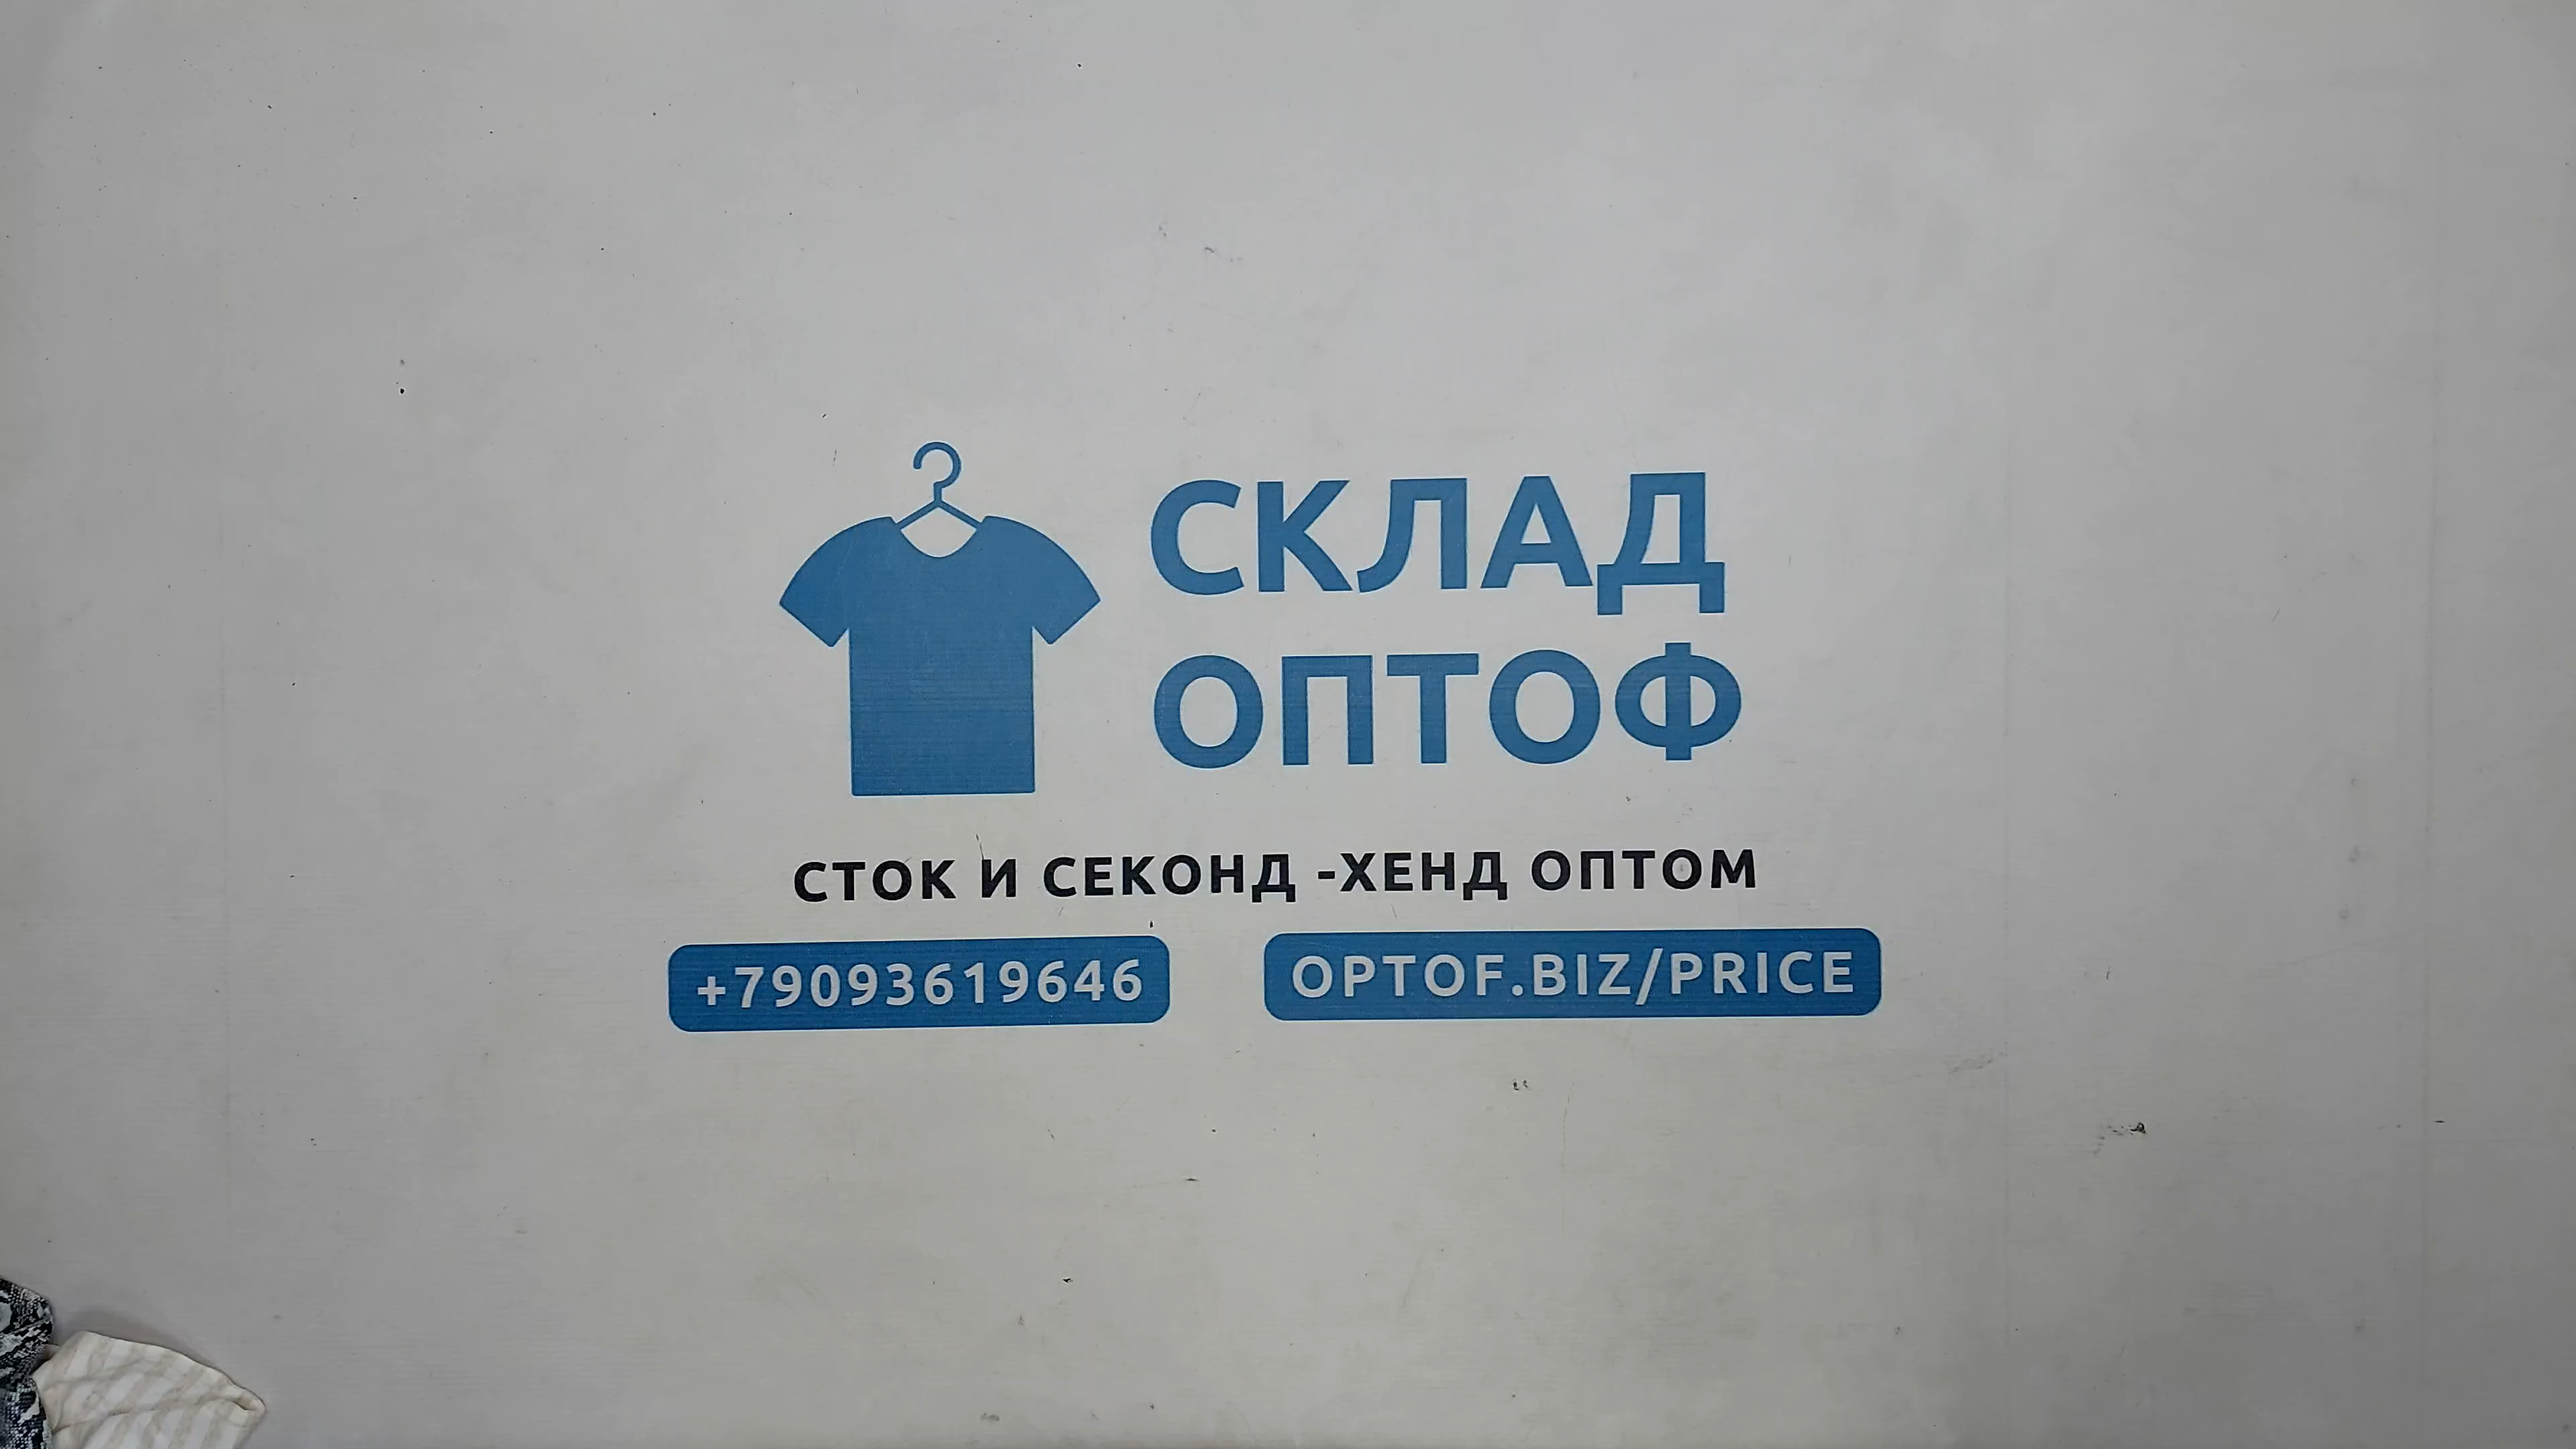 СКЛАД
ОПТОФ
СТОК И СЕКОНД -ХЕНД ОПТОМ
+79093619646
OPTOF.BIZ/PRICE